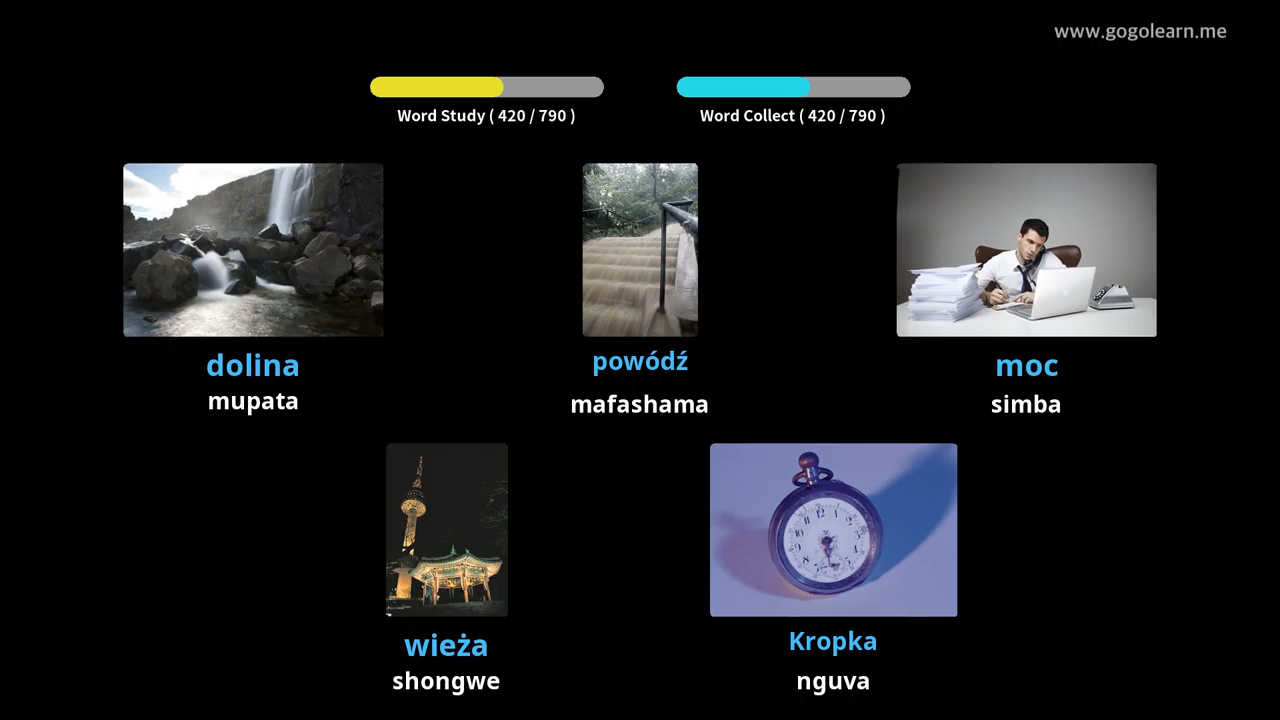 www.gogolearn.me
Word Study ( 420 / 790 )
Word Collect ( 420 / 790 )
dolina
mupata
powódź
mafashama
moc
simba
wieża
shongwe
Kropka
nguva